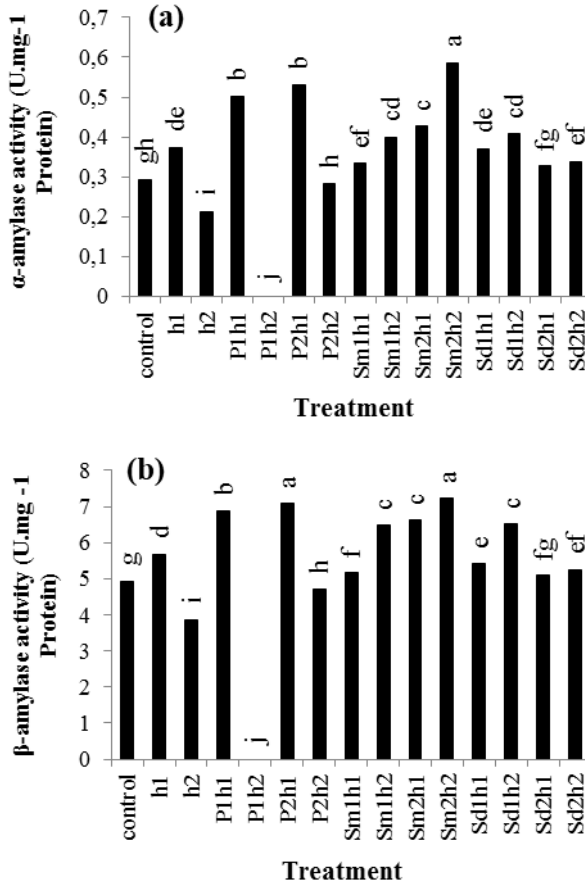 (a)
α-amylase activity (U.mg-1
Protein)
0,7
0,6
0,5
0,4
0,3
0,2
0,1
0
gh
de
i
b
j
b
h
ef
cd
c
a
de
cd
fg
ef
control
h1
h2
P1h1
P1h2
P2h1
P2h2
Sm1h1
Sm1h2
Sm2h1
Sm2h2
Sd1h1
Sd1h2
Sd2h1
Sd2h2
Treatment
(b)
β-amylase activity (U.mg -1
Protein)
8
7
6
5
4
3
2
1
0
g
d
i
b
j
a
h
f
c
c
a
e
c
fg
ef
control
h1
h2
P1h1
P1h2
P2h1
P2h2
Sm1h1
Sm1h2
Sm2h1
Sm2h2
Sd1h1
Sd1h2
Sd2h1
Sd2h2
Treatment